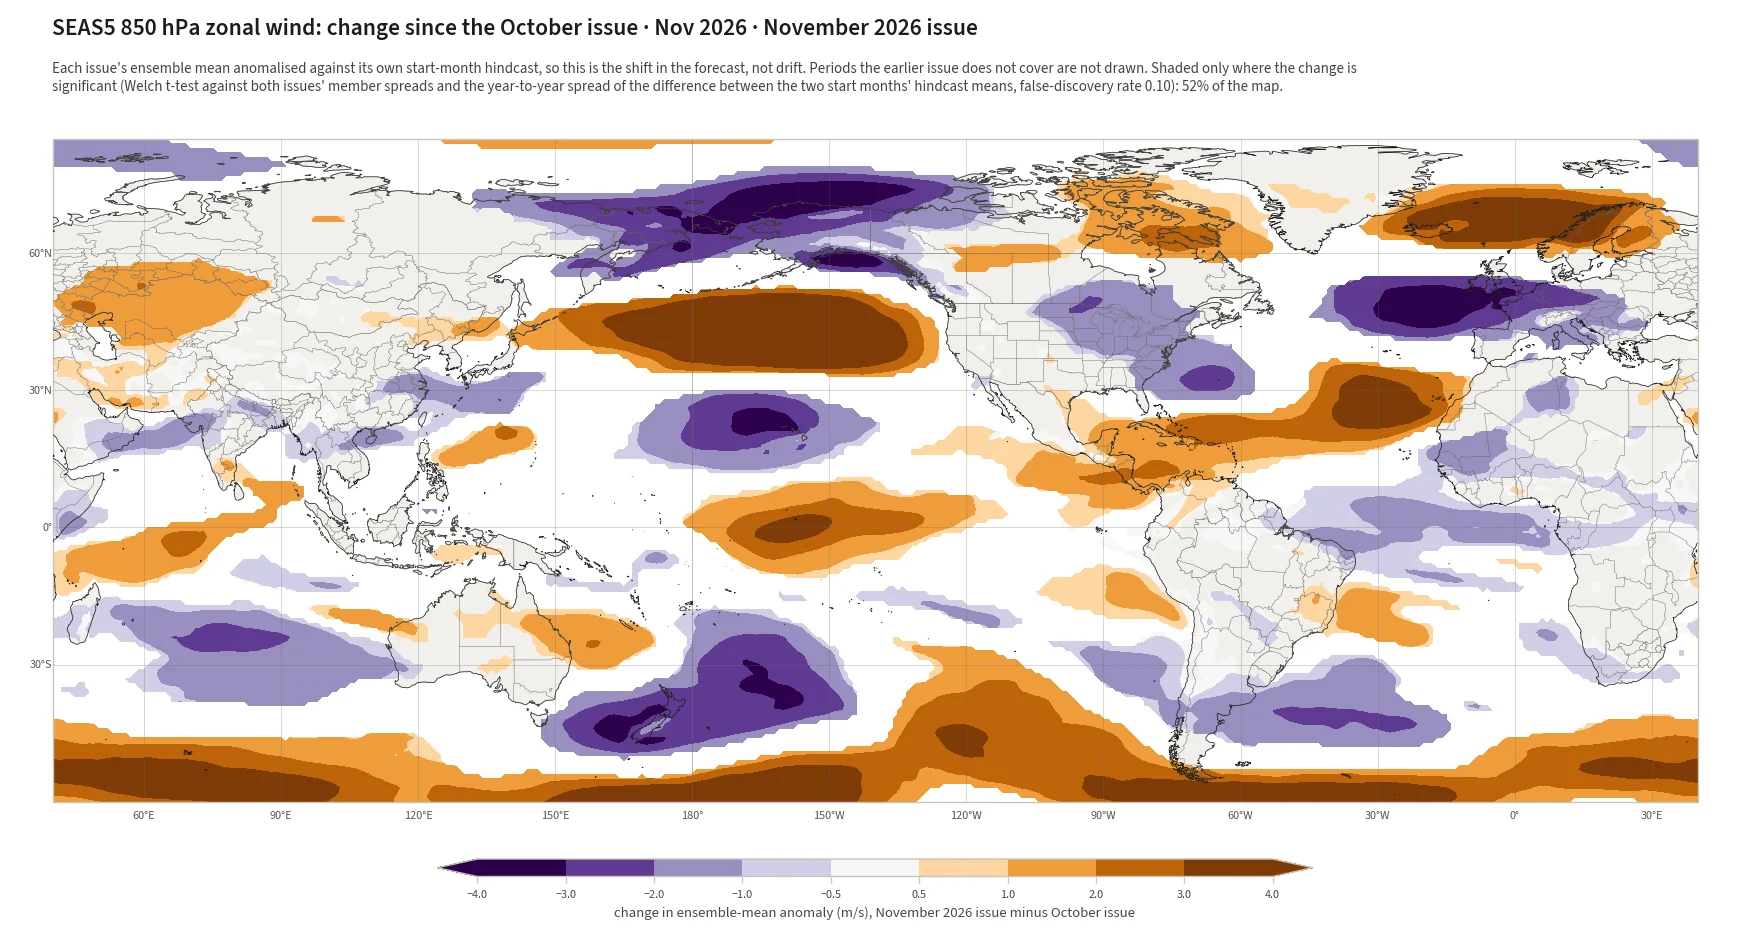 SEAS5 850 hPa zonal wind: change since the October issue · Nov 2026 · November 2026 issue
Each issue's ensemble mean anomalised against its own start-month hindcast, so this is the shift in the forecast, not drift. Periods the earlier issue does not cover are not drawn. Shaded only where the change is
significant (Welch t-test against both issues' member spreads and the year-to-year spread of the difference between the two start months' hindcast means, false-discovery rate 0.10): 52% of the map.
60°N
30°N
0°
30°S
60°E 90°E 120°E 150°E 180° 150°W 120°W 90°W 60°W 30°W 0° 30°E
−4.0 −3.0 −2.0 −1.0 −0.5 0.5 1.0 2.0 3.0 4.0
change in ensemble-mean anomaly (m/s), November 2026 issue minus October issue